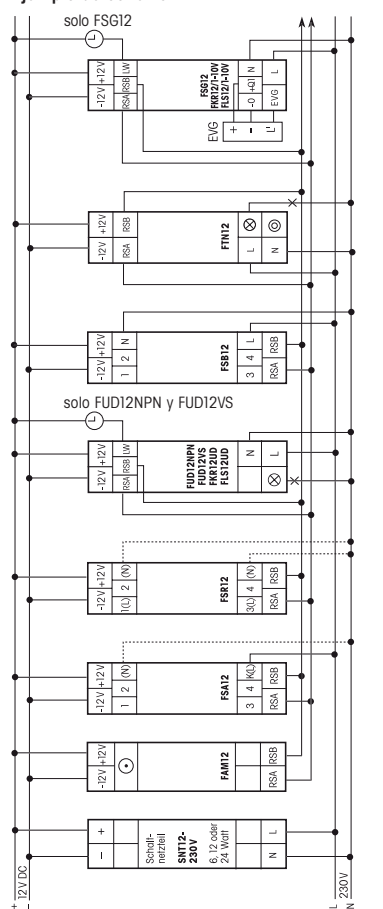 solo FSG12
L
-12V +12V
RSA RSB LW
FSG12
FKR12/1-10V
FLS12/1-10V
-0 +Q1 N
EVG L
EVG
+ - L'
-12V +12V
RSA RSB
FTN12
L
N
-12V +12V
1 2 N
FSB12
3 4 L
RSA RSB
solo FUD12NPN y FUD12VS
L
-12V +12V
RSA RSB LW
FUD12NPN
FUD12VS
FKR12UD
FLS12UD
N
L
-12V +12V
1(L) 2 (N)
FSR12
3(L) 4 (N)
RSA RSB
-12V +12V
1 2 (N)
FSA12
3 4 K(L)
RSA RSB
-12V +12V
FAM12
RSA RSB
- +
Schalt-
netzteil
SNT12-
230V
6, 12 oder
24 Watt
N L
+
12V DC
-
L
230V
N